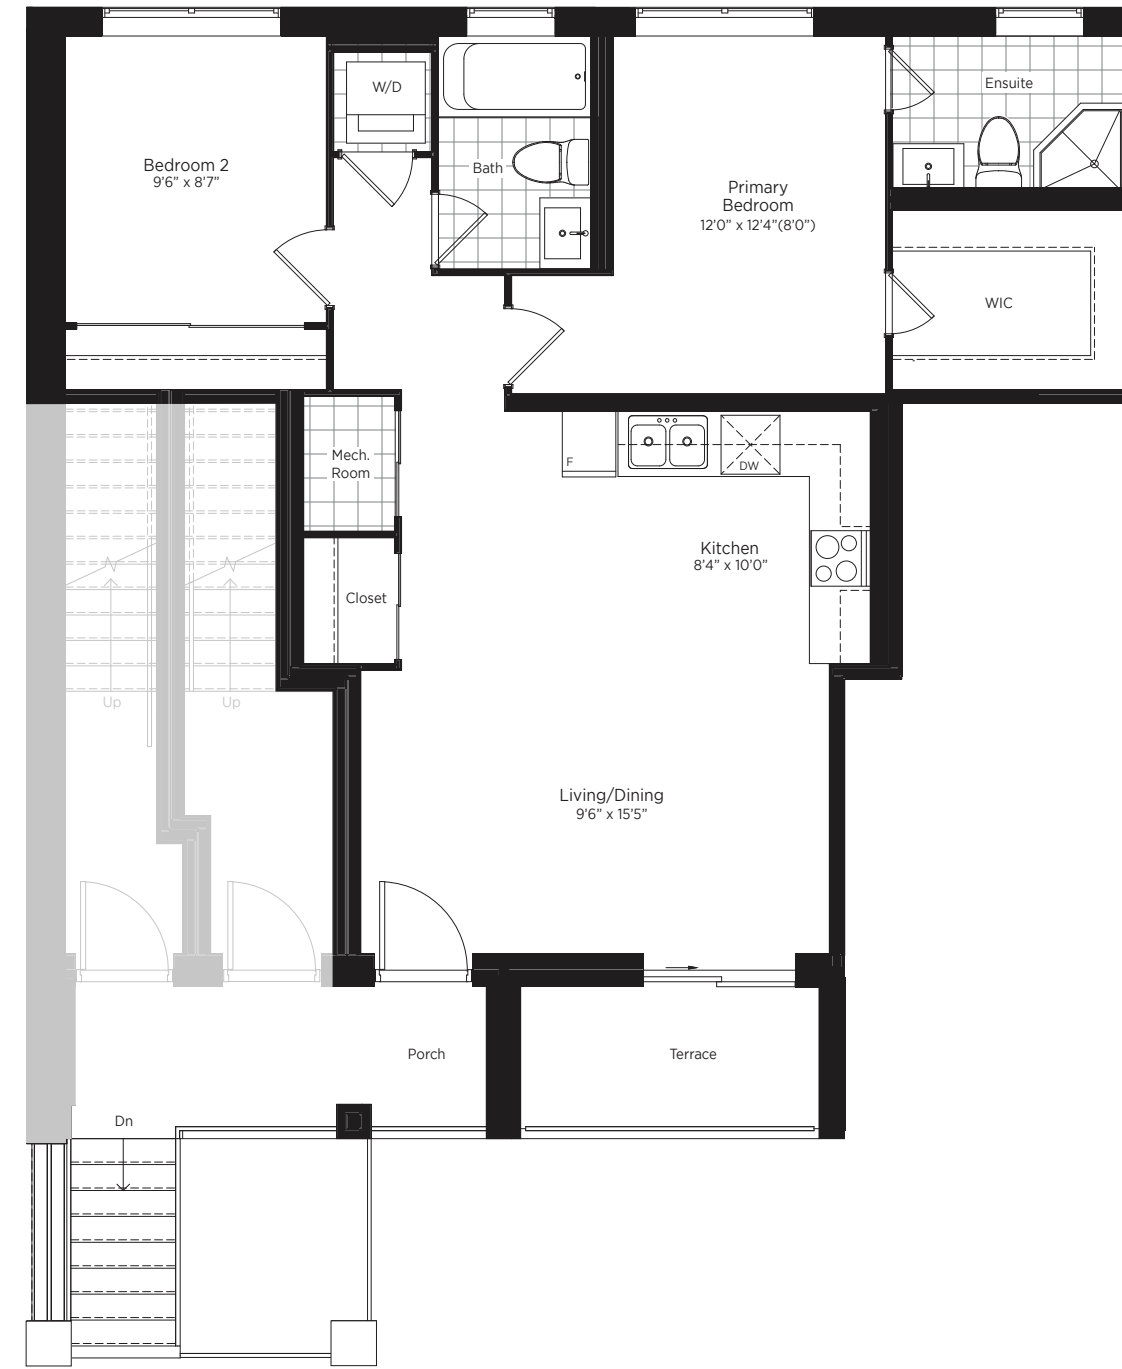 W/D
Ensuite
Bedroom 2
9'6" x 8'7"
Bath
Primary
Bedroom
12'0" x 12'4"(8'0")
WIC
Mech.
Room
F
DW
Kitchen
8'4" x 10'0"
Closet
Up
Up
Living/Dining
9'6" x 15'5"
Porch
Terrace
Dn